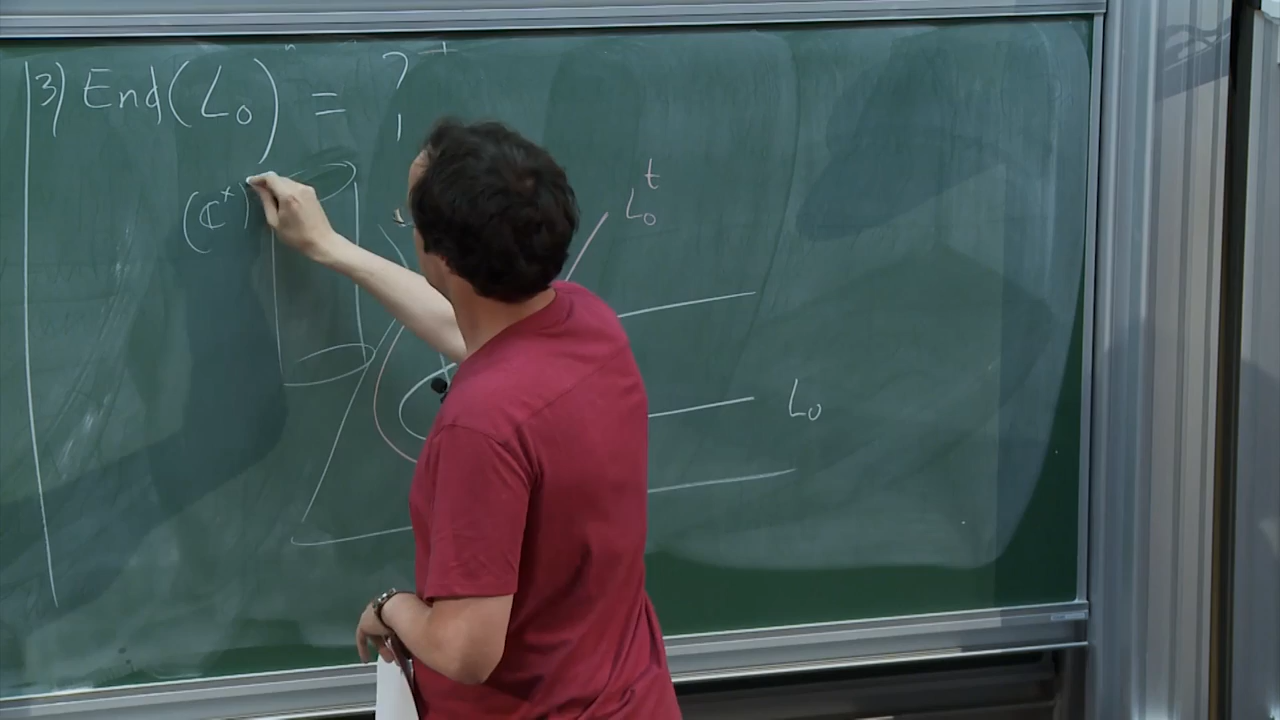 3) End(L₀) = ?
(ℂ*)
L₀ᵗ
L₀